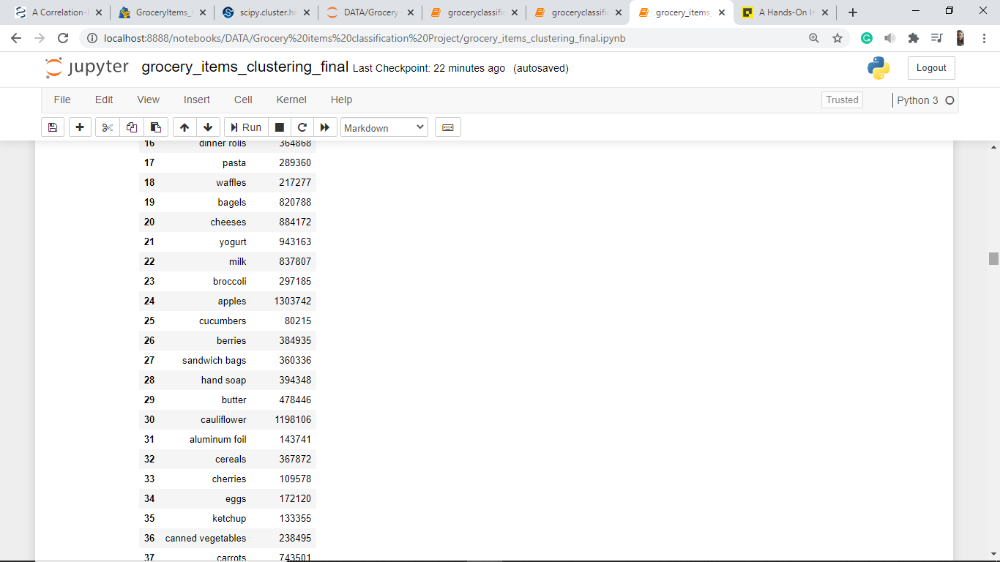 A Correlation-
GroceryItems_
scipy.cluster.hi
DATA/Grocery
groceryclassific
groceryclassific
grocery_items_
A Hands-On In
localhost:8888/notebooks/DATA/Grocery%20items%20classification%20Project/grocery_items_clustering_final.ipynb
jupyter grocery_items_clustering_final Last Checkpoint: 22 minutes ago (autosaved)
Logout
File Edit View Insert Cell Kernel Help
Trusted
Python 3
Run
Markdown
16 dinner rolls 364868
17 pasta 289360
18 waffles 217277
19 bagels 820788
20 cheeses 884172
21 yogurt 943163
22 milk 837807
23 broccoli 297185
24 apples 1303742
25 cucumbers 80215
26 berries 384935
27 sandwich bags 360336
28 hand soap 394348
29 butter 478446
30 cauliflower 1198106
31 aluminum foil 143741
32 cereals 367872
33 cherries 109578
34 eggs 172120
35 ketchup 133355
36 canned vegetables 238495
37 carrots 743501